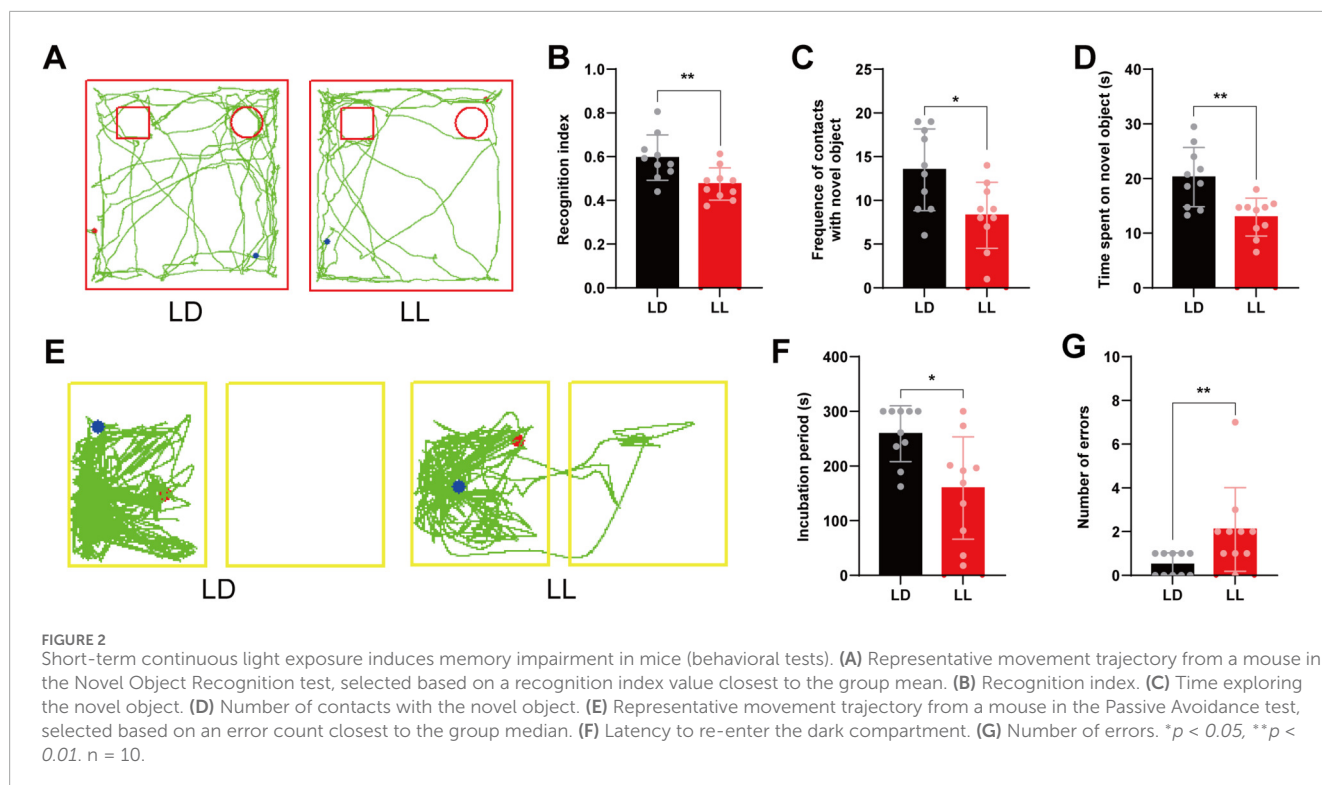 A
LD
LL
B
Recognition index
1.0
0.8
0.6
0.4
0.2
0.0
**
LD
LL
C
Frequence of contacts
with novel object
25
20
15
10
5
0
*
LD
LL
D
Time spent on novel object (s)
40
30
20
10
0
**
LD
LL
E
LD
LL
F
Incubation period (s)
400
300
200
100
0
*
LD
LL
G
Number of errors
10
8
6
4
2
0
**
LD
LL
FIGURE 2
Short-term continuous light exposure induces memory impairment in mice (behavioral tests). (A) Representative movement trajectory from a mouse in
the Novel Object Recognition test, selected based on a recognition index value closest to the group mean. (B) Recognition index. (C) Time exploring
the novel object. (D) Number of contacts with the novel object. (E) Representative movement trajectory from a mouse in the Passive Avoidance test,
selected based on an error count closest to the group median. (F) Latency to re-enter the dark compartment. (G) Number of errors. *p < 0.05, **p <
0.01. n = 10.